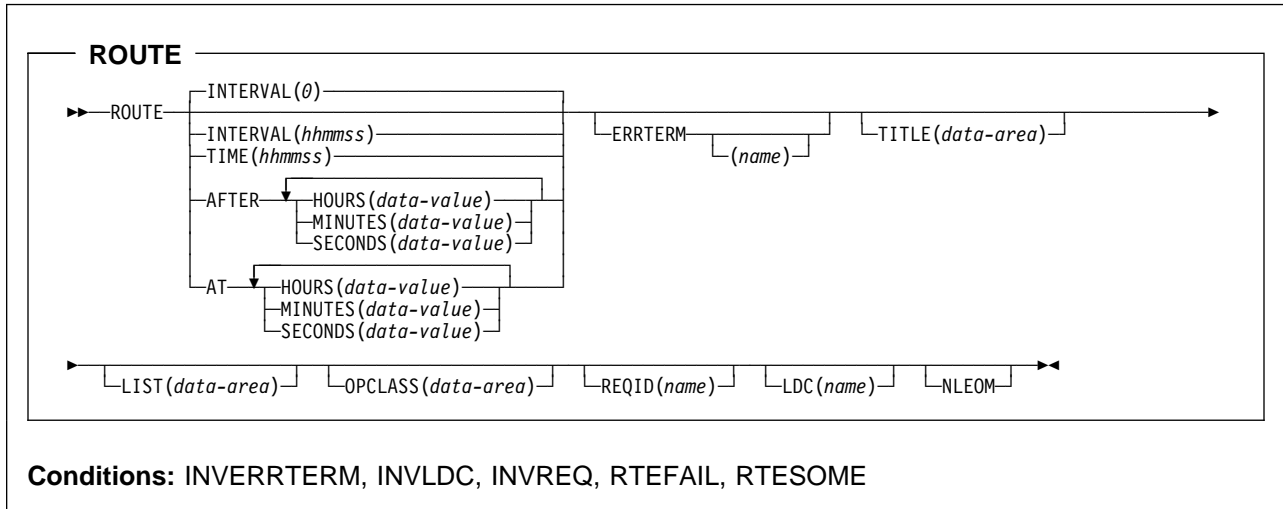 ROUTE
INTERVAL(0)
ROUTE
INTERVAL(hhmmss)
TIME(hhmmss)
AFTER HOURS(data-value)
MINUTES(data-value)
SECONDS(data-value)
AT HOURS(data-value)
MINUTES(data-value)
SECONDS(data-value)
ERRTERM
(name)
TITLE(data-area)
LIST(data-area) OPCLASS(data-area) REQID(name) LDC(name) NLEOM
Conditions: INVERRTERM, INVLDC, INVREQ, RTEFAIL, RTESOME